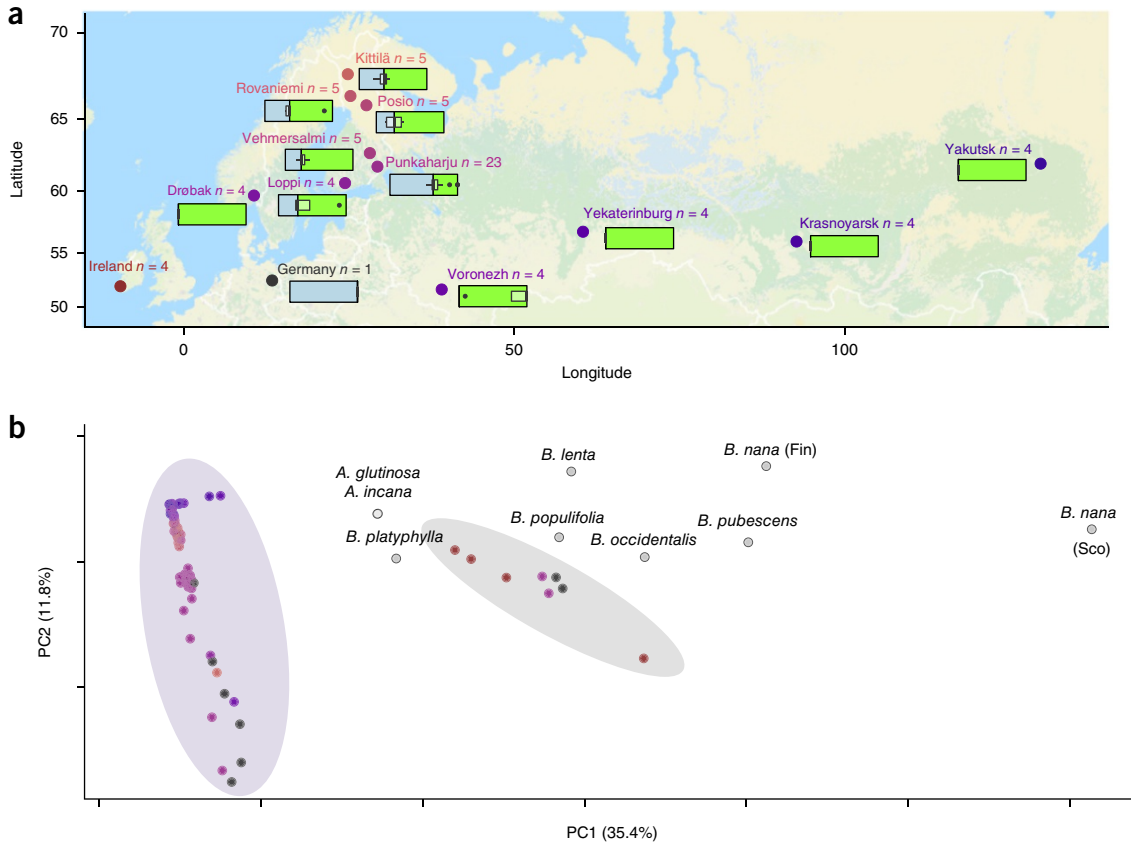 a
70
65
60
55
50
Latitude
Kittilä n = 5
Rovaniemi n = 5
Posio n = 5
Vehmersalmi n = 5
Punkaharju n = 23
Drøbak n = 4
Loppi n = 4
Yakutsk n = 4
Yekaterinburg n = 4
Krasnoyarsk n = 4
Ireland n = 4
Germany n = 1
Voronezh n = 4
0
50
100
Longitude
b
PC2 (11.8%)
A. glutinosa
A. incana
B. lenta
B. nana (Fin)
B. platyphylla
B. populifolia
B. occidentalis
B. pubescens
B. nana
(Sco)
PC1 (35.4%)